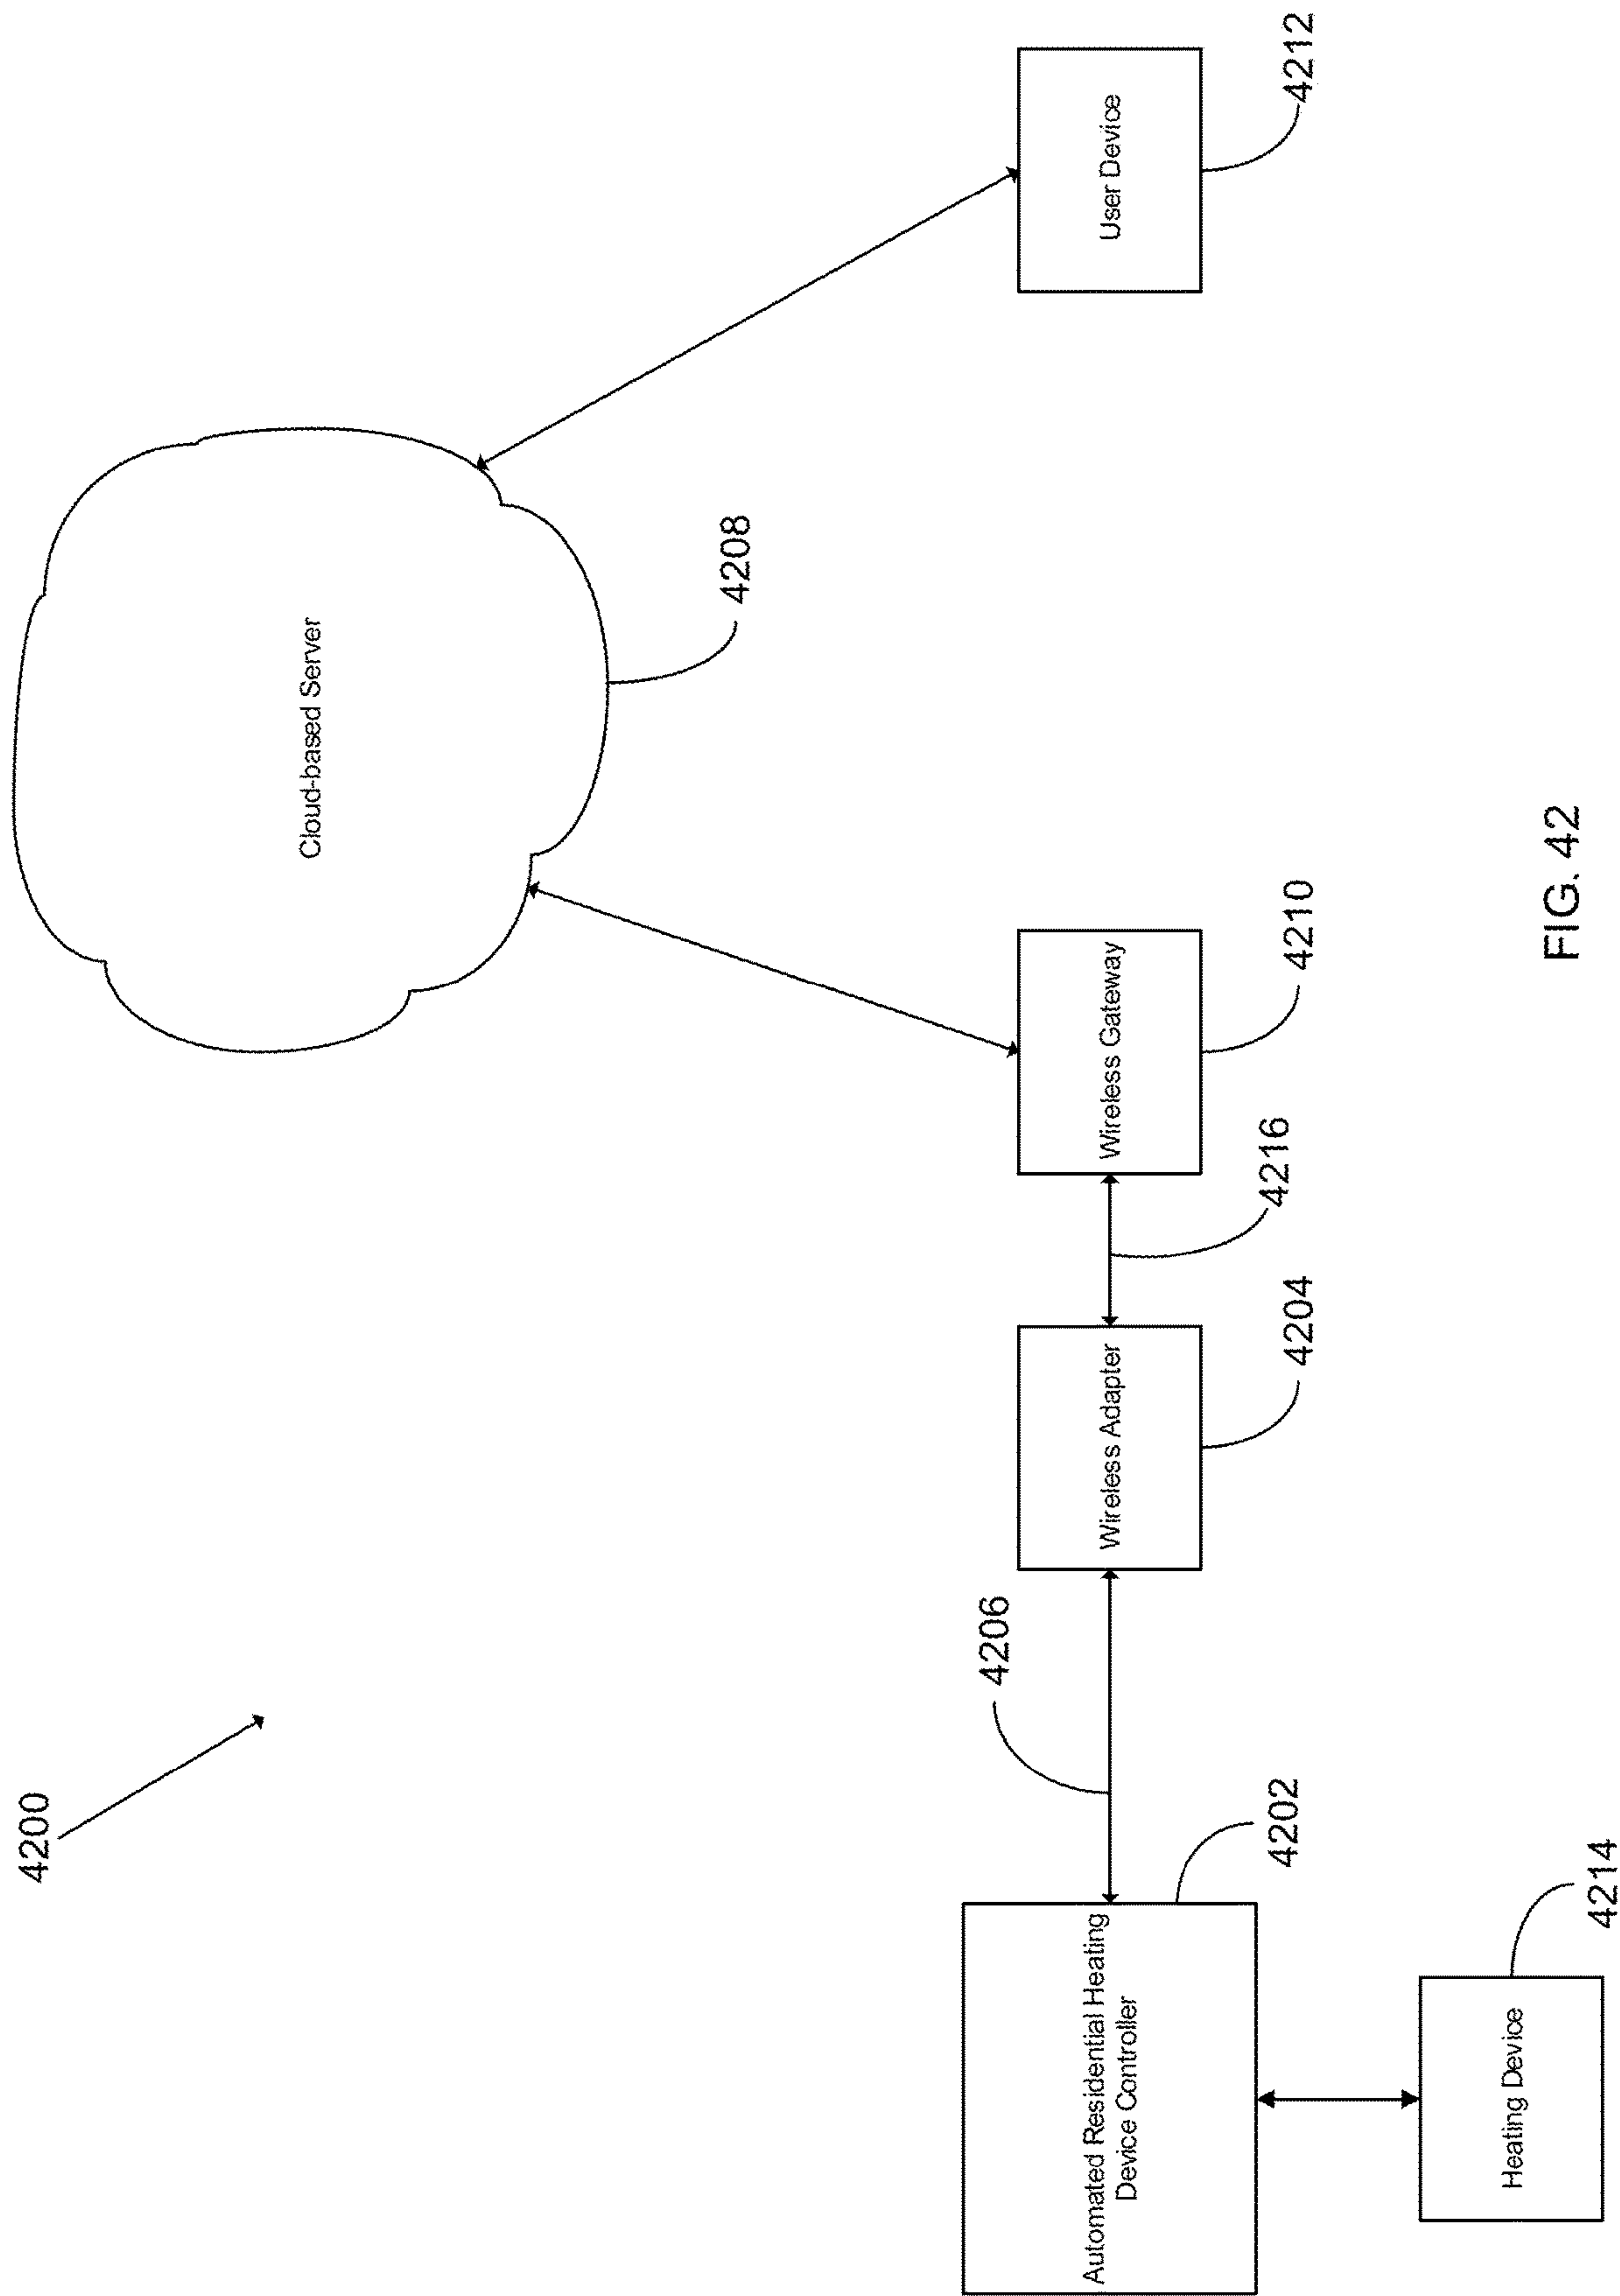 4200
Cloud-based Server
4208
4206
Automated Residential Heating
Device Controller
4202
Wireless Adapter
4204
4216
Wireless Gateway
4210
User Device
4212
Heating Device
4214
FIG. 42